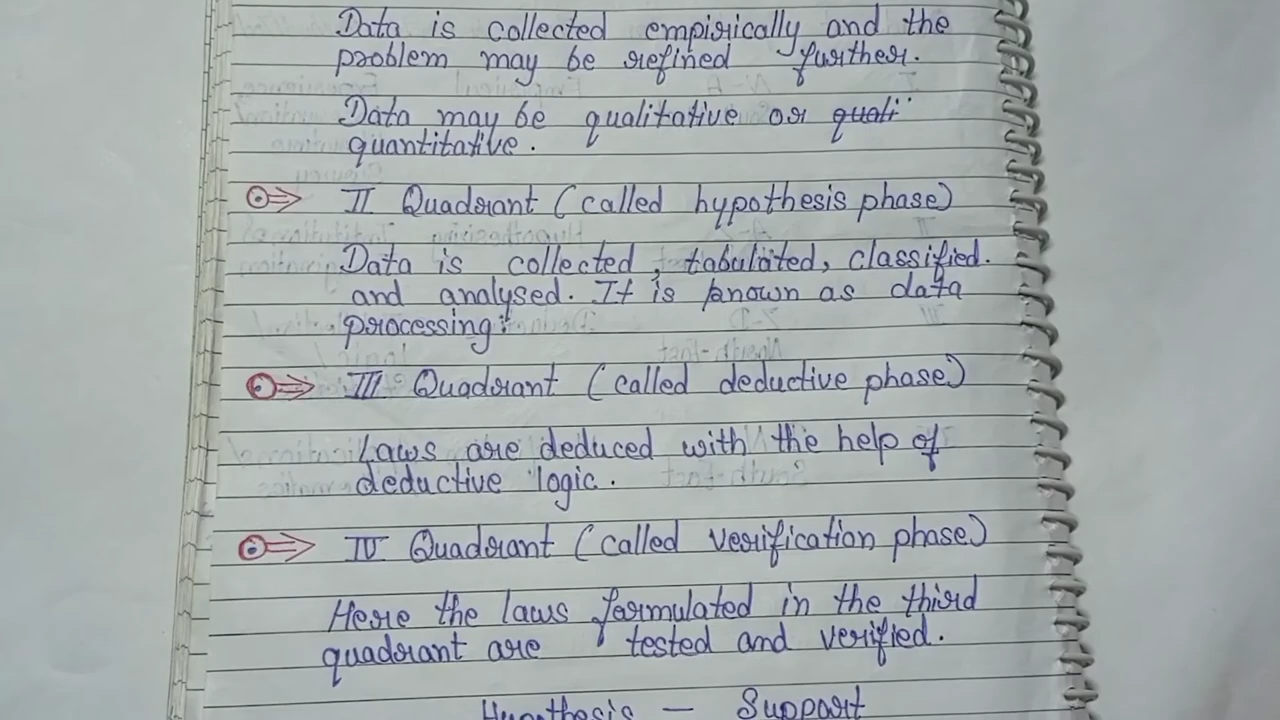 Data is collected empirically and the
problem may be refined further.
Data may be qualitative or quali
quantitative.
II Quadrant (called hypothesis phase)
Data is collected, tabulated, classified.
and analysed. It is known as data
processing.
III Quadrant (called deductive phase)
Laws are deduced with the help of
deductive logic.
IV Quadrant (called verification phase)
Here the laws formulated in the third
quadrant are tested and verified.
Hypothesis — Support